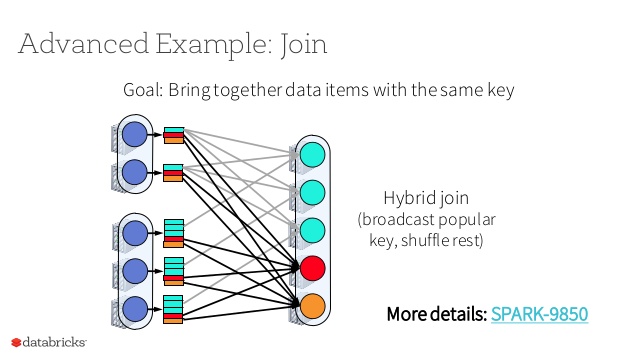 Advanced Example: Join
Goal: Bring together data items with the same key
Hybrid join
(broadcast popular
key, shuffle rest)
More details: SPARK-9850
databricks